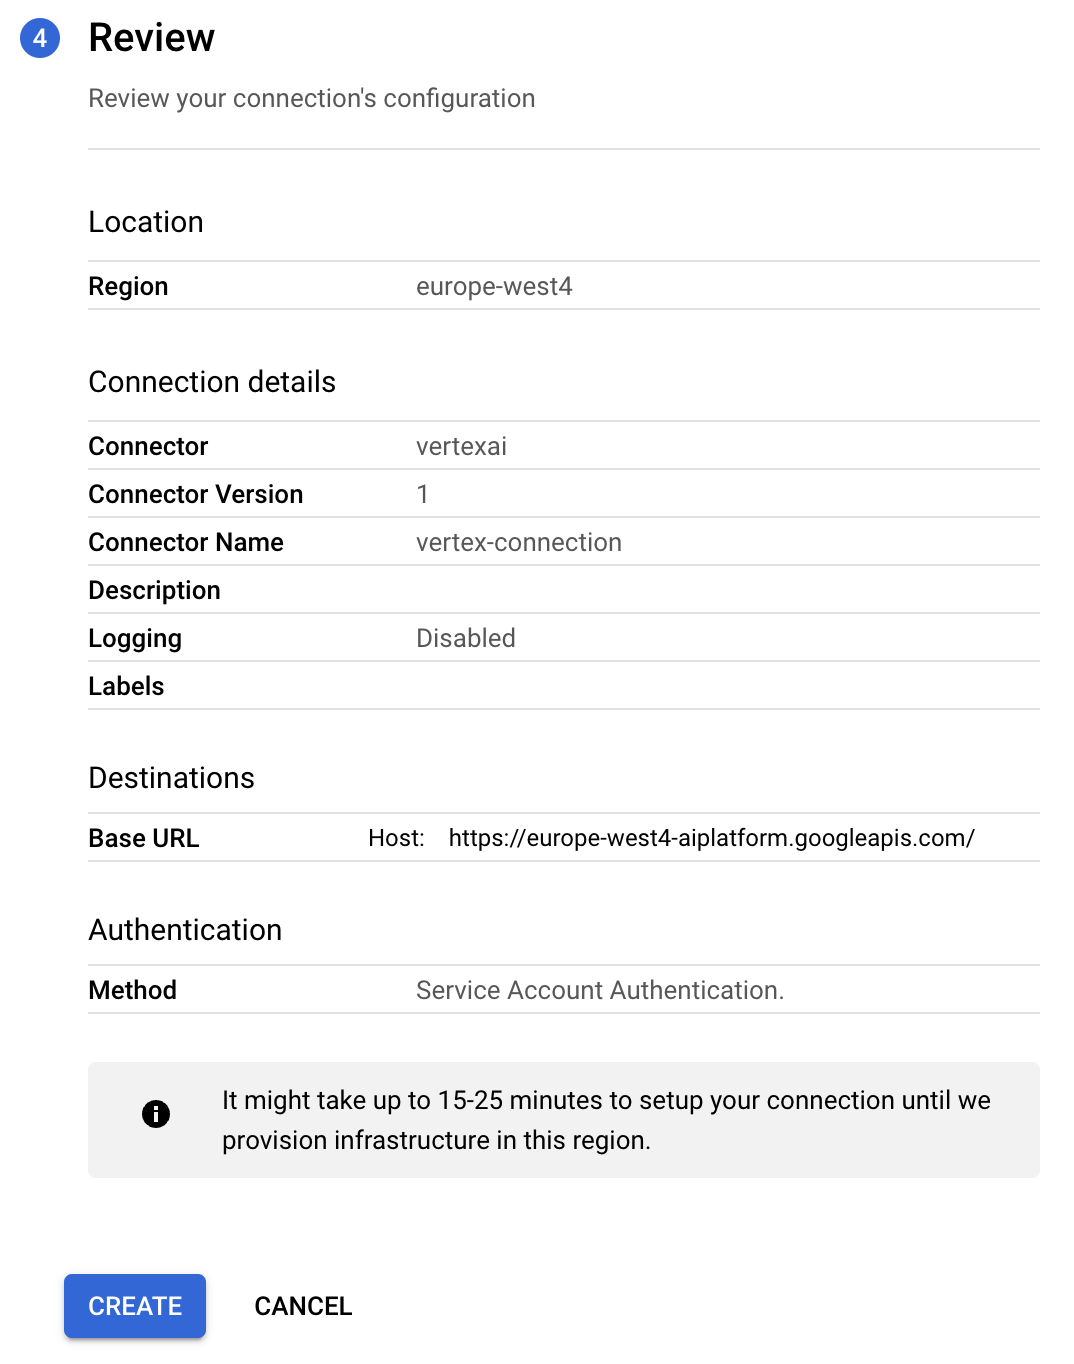 4 Review
Review your connection's configuration
Location
Region europe-west4
Connection details
Connector vertexai
Connector Version 1
Connector Name vertex-connection
Description
Logging Disabled
Labels
Destinations
Base URL Host: https://europe-west4-aiplatform.googleapis.com/
Authentication
Method Service Account Authentication.
It might take up to 15-25 minutes to setup your connection until we
provision infrastructure in this region.
CREATE CANCEL